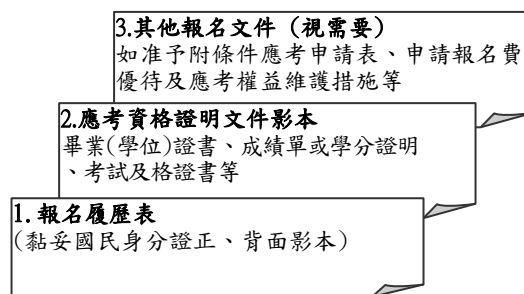 3.其他報名文件（視需要）
如准予附條件應考申請表、申請報名費
優待及應考權益維護措施等
2.應考資格證明文件影本
畢業(學位)證書、成績單或學分證明
、考試及格證書等
1.報名履歷表
(黏妥國民身分證正、背面影本)